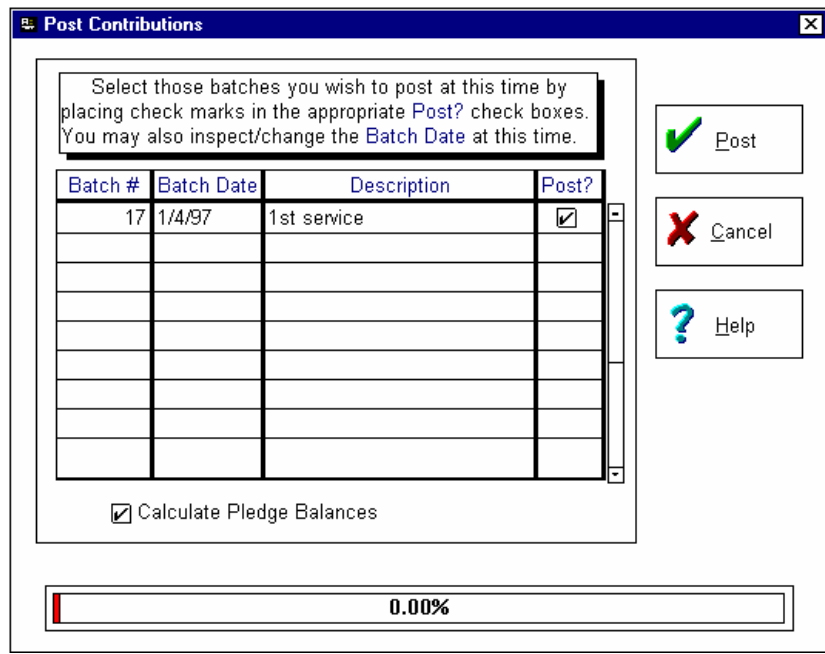 Post Contributions
Select those batches you wish to post at this time by
placing check marks in the appropriate Post? check boxes.
You may also inspect/change the Batch Date at this time.
Batch # Batch Date Description Post?
17 1/4/97 1st service
Calculate Pledge Balances
Post
Cancel
Help
0.00%